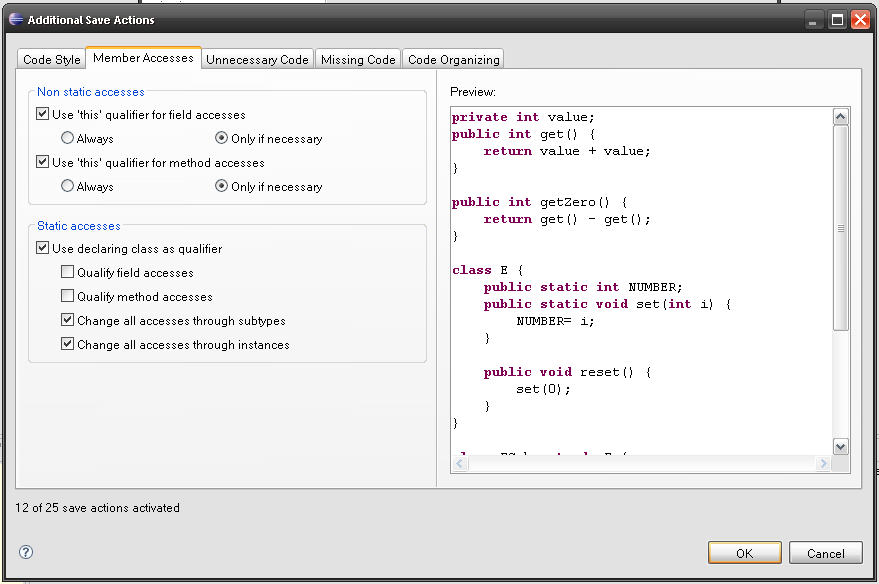 Additional Save Actions
Code Style Member Accesses Unnecessary Code Missing Code Code Organizing
Non static accesses
Use 'this' qualifier for field accesses
Always Only if necessary
Use 'this' qualifier for method accesses
Always Only if necessary
Static accesses
Use declaring class as qualifier
Qualify field accesses
Qualify method accesses
Change all accesses through subtypes
Change all accesses through instances
Preview:
private int value;
public int get() {
    return value + value;
}
public int getZero() {
    return get() - get();
}
class E {
    public static int NUMBER;
    public static void set(int i) {
        NUMBER= i;
    }
    public void reset() {
        set(0);
    }
}
12 of 25 save actions activated
OK Cancel